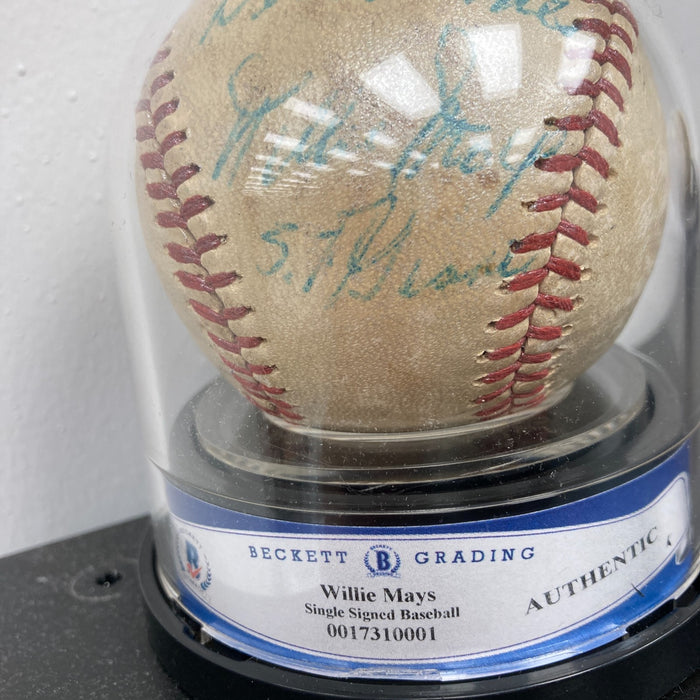 Willie Mays
S.F. Giants
BECKETT B GRADING
Willie Mays
Single Signed Baseball
0017310001
AUTHENTIC